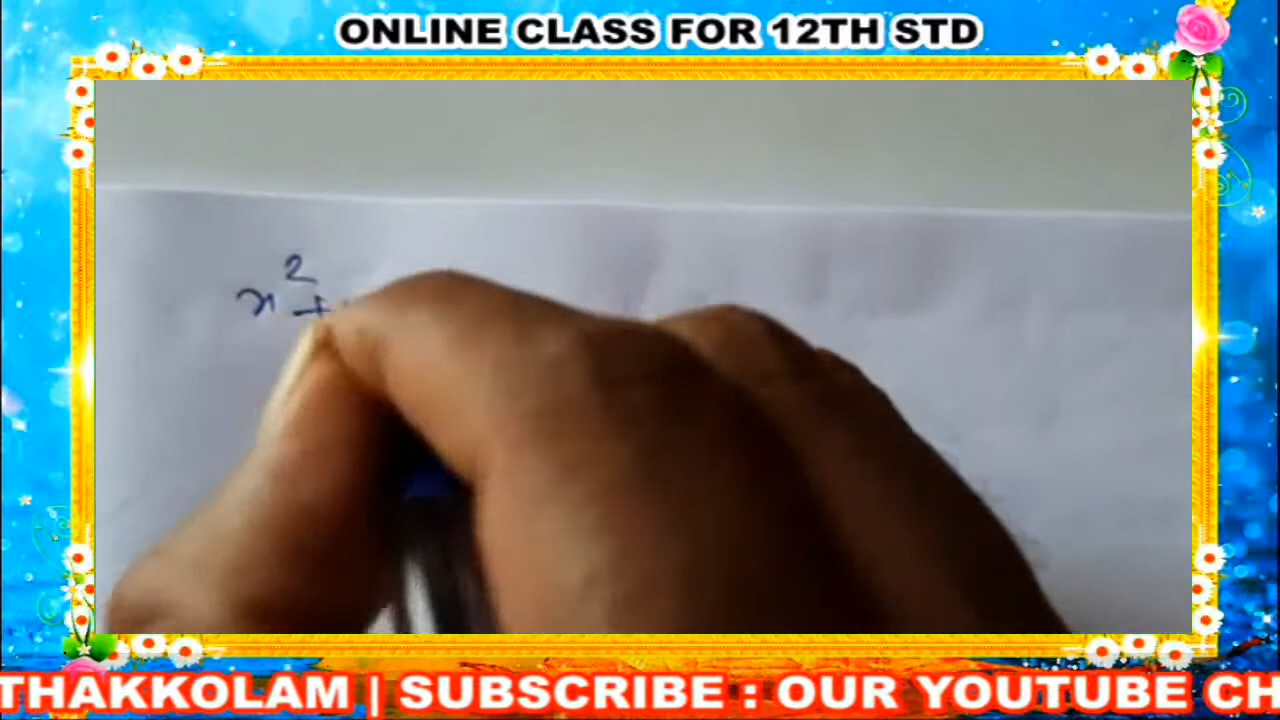 ONLINE CLASS FOR 12TH STD
x² +
THAKKOLAM | SUBSCRIBE : OUR YOUTUBE CH